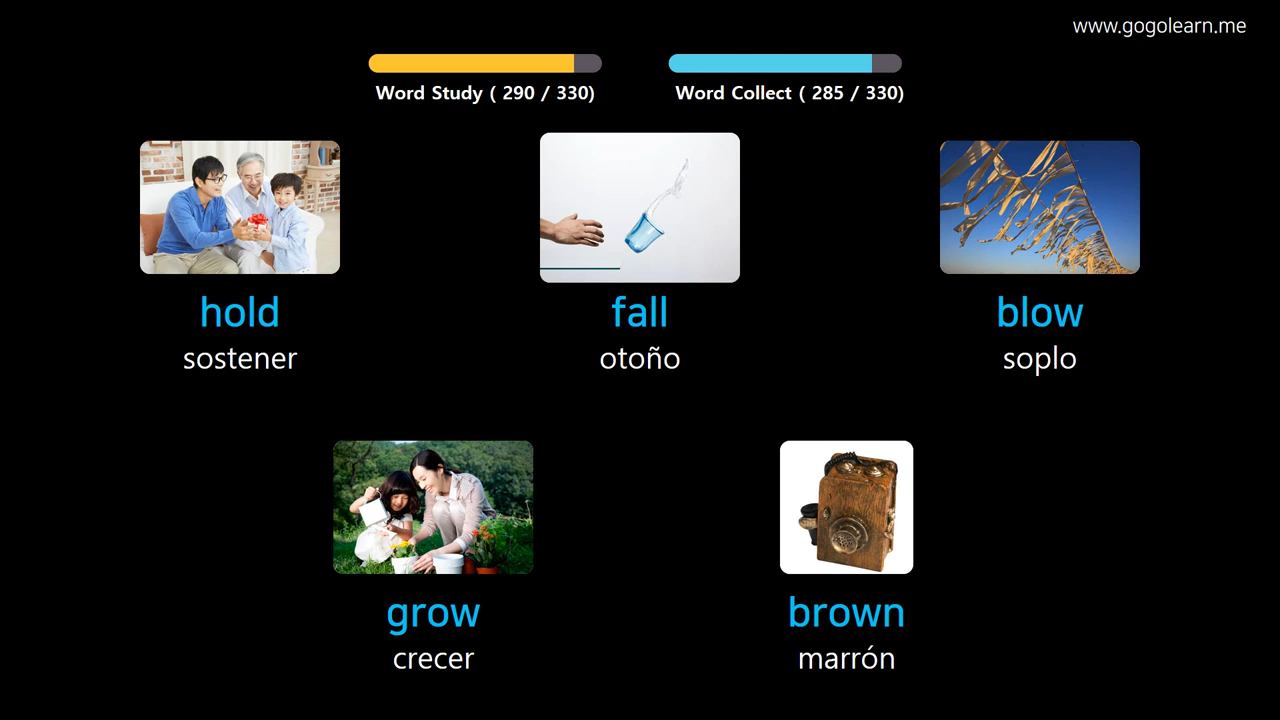 www.gogolearn.me
Word Study ( 290 / 330)
Word Collect ( 285 / 330)
hold
sostener
fall
otoño
blow
soplo
grow
crecer
brown
marrón